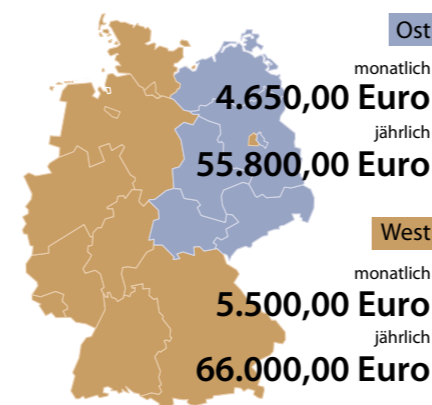 Ost
monatlich
4.650,00 Euro
jährlich
55.800,00 Euro
West
monatlich
5.500,00 Euro
jährlich
66.000,00 Euro